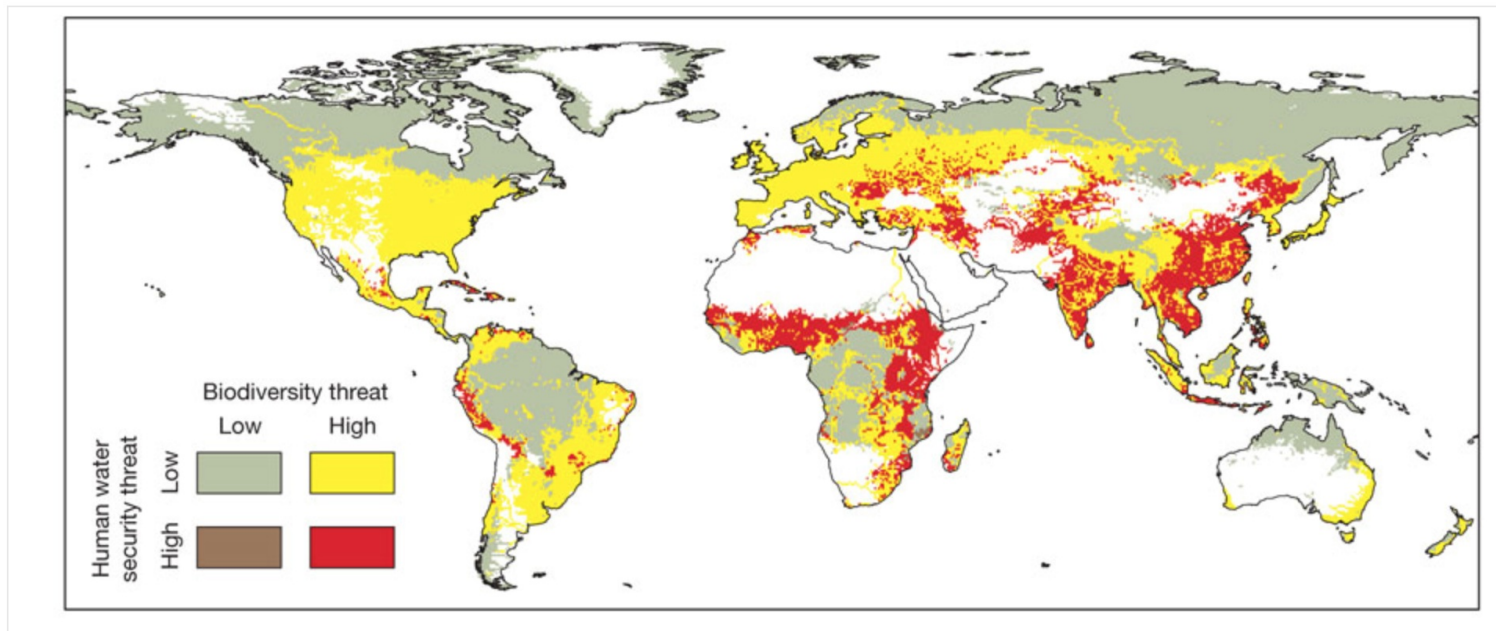 Biodiversity threat
Low High
Human water
security threat
Low
High